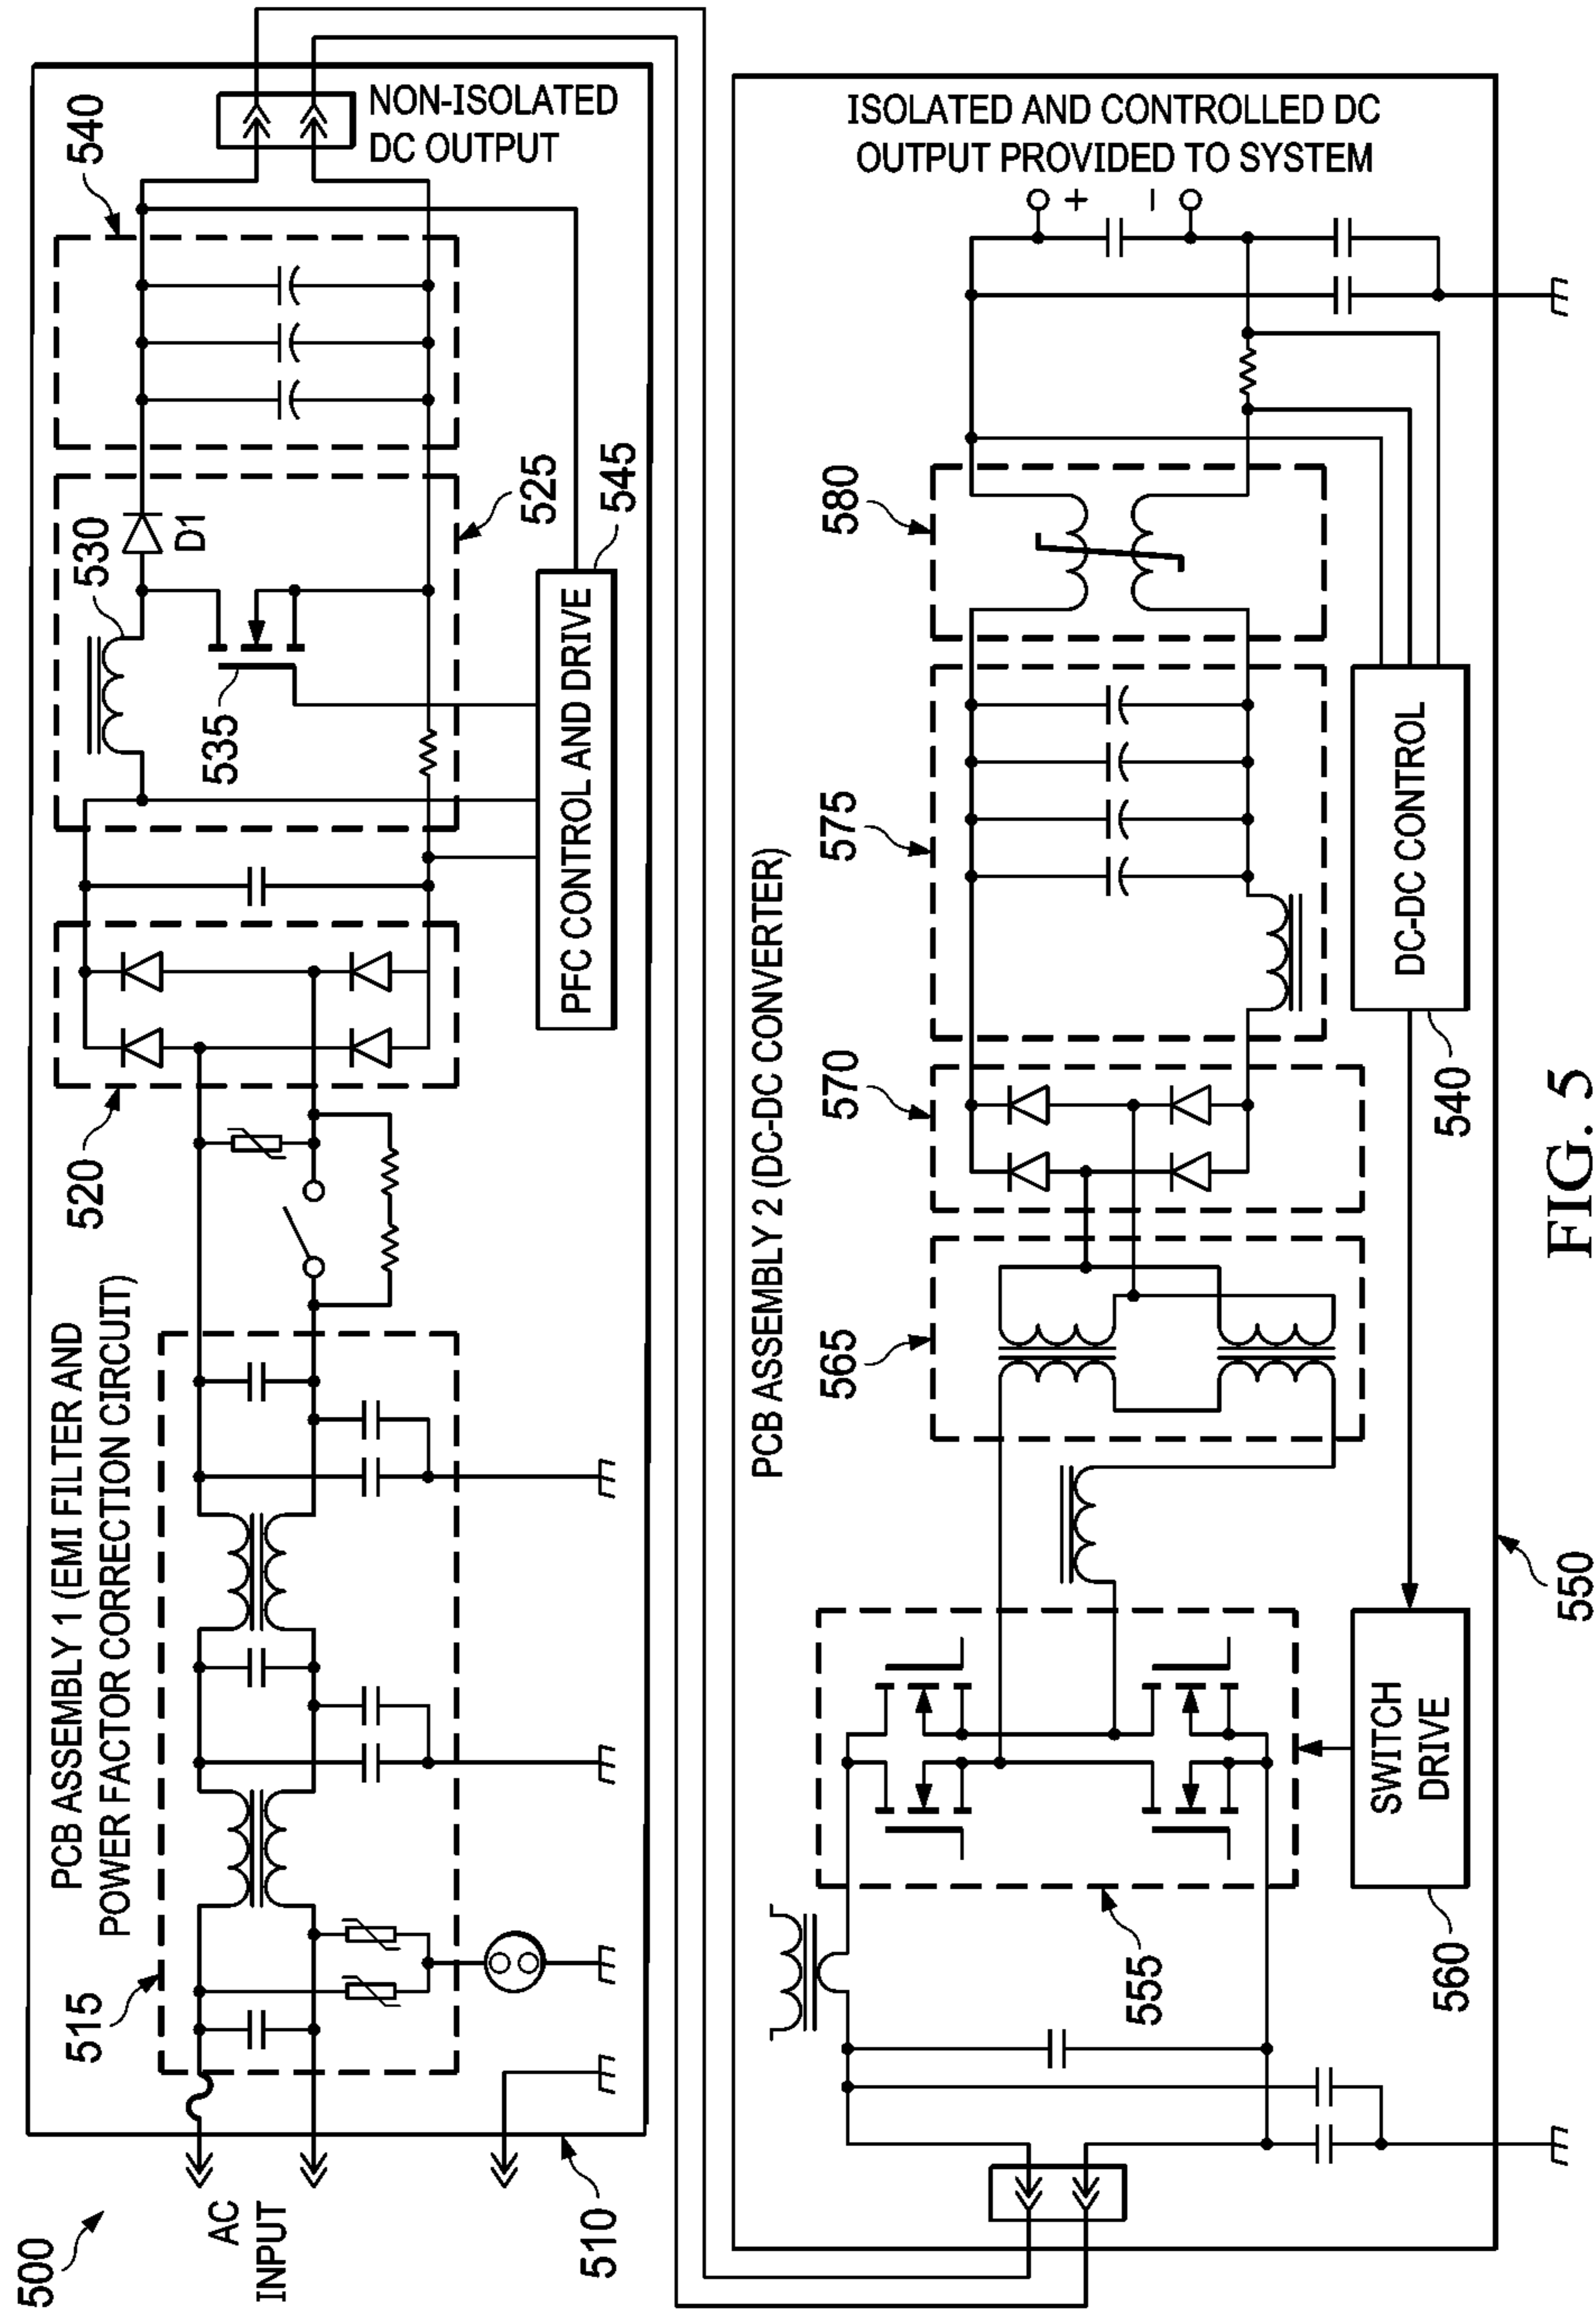 500
AC
INPUT
510
PCB ASSEMBLY 1 (EMI FILTER AND
POWER FACTOR CORRECTION CIRCUIT)
515
520
530
D1
535
525
540
545
PFC CONTROL AND DRIVE
NON-ISOLATED
DC OUTPUT
PCB ASSEMBLY 2 (DC-DC CONVERTER)
555
SWITCH
DRIVE
560
550
565
570
575
580
DC-DC CONTROL
540
ISOLATED AND CONTROLLED DC
OUTPUT PROVIDED TO SYSTEM
+
–
FIG. 5